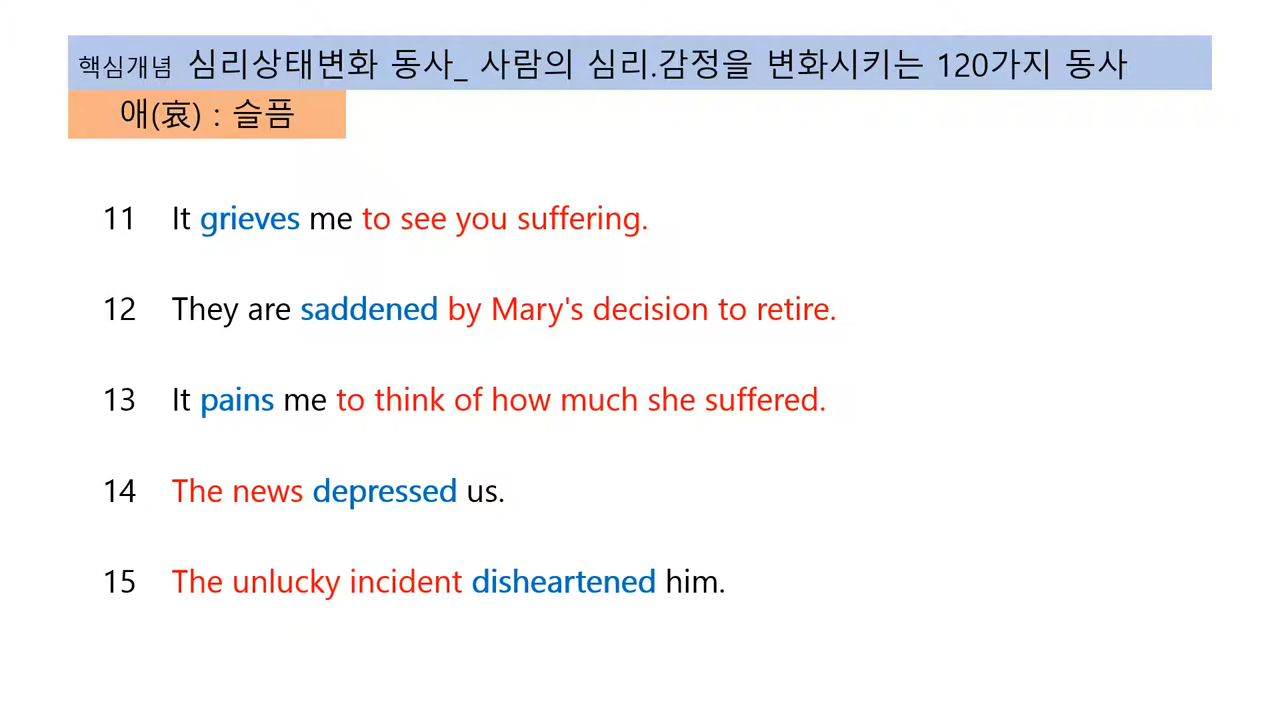 핵심개념 심리상태변화 동사_ 사람의 심리.감정을 변화시키는 120가지 동사
애(哀) : 슬픔
11 It grieves me to see you suffering.
12 They are saddened by Mary's decision to retire.
13 It pains me to think of how much she suffered.
14 The news depressed us.
15 The unlucky incident disheartened him.